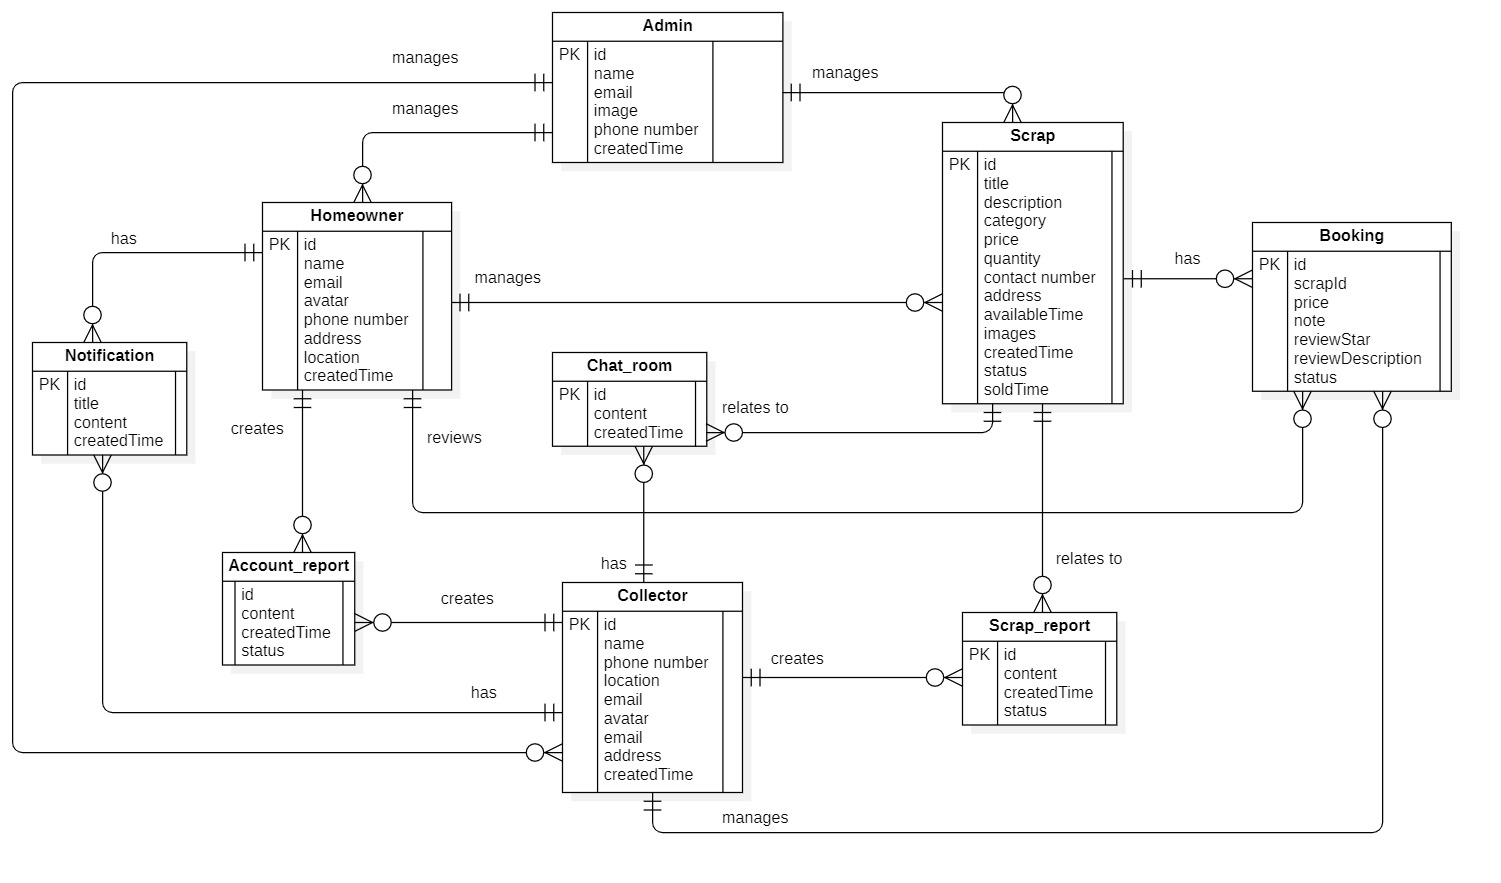 Admin
PK
id
name
email
image
phone number
createdTime
manages
manages
manages
Scrap
PK
id
title
description
category
price
quantity
contact number
address
availableTime
images
createdTime
status
soldTime
Homeowner
PK
id
name
email
avatar
phone number
address
location
createdTime
has
manages
has
Booking
PK
id
scrapId
price
note
reviewStar
reviewDescription
status
Notification
PK
id
title
content
createdTime
Chat_room
PK
id
content
createdTime
relates to
creates
reviews
has
relates to
Account_report
id
content
createdTime
status
creates
has
Collector
PK
id
name
phone number
location
email
avatar
email
address
createdTime
creates
Scrap_report
PK
id
content
createdTime
status
manages